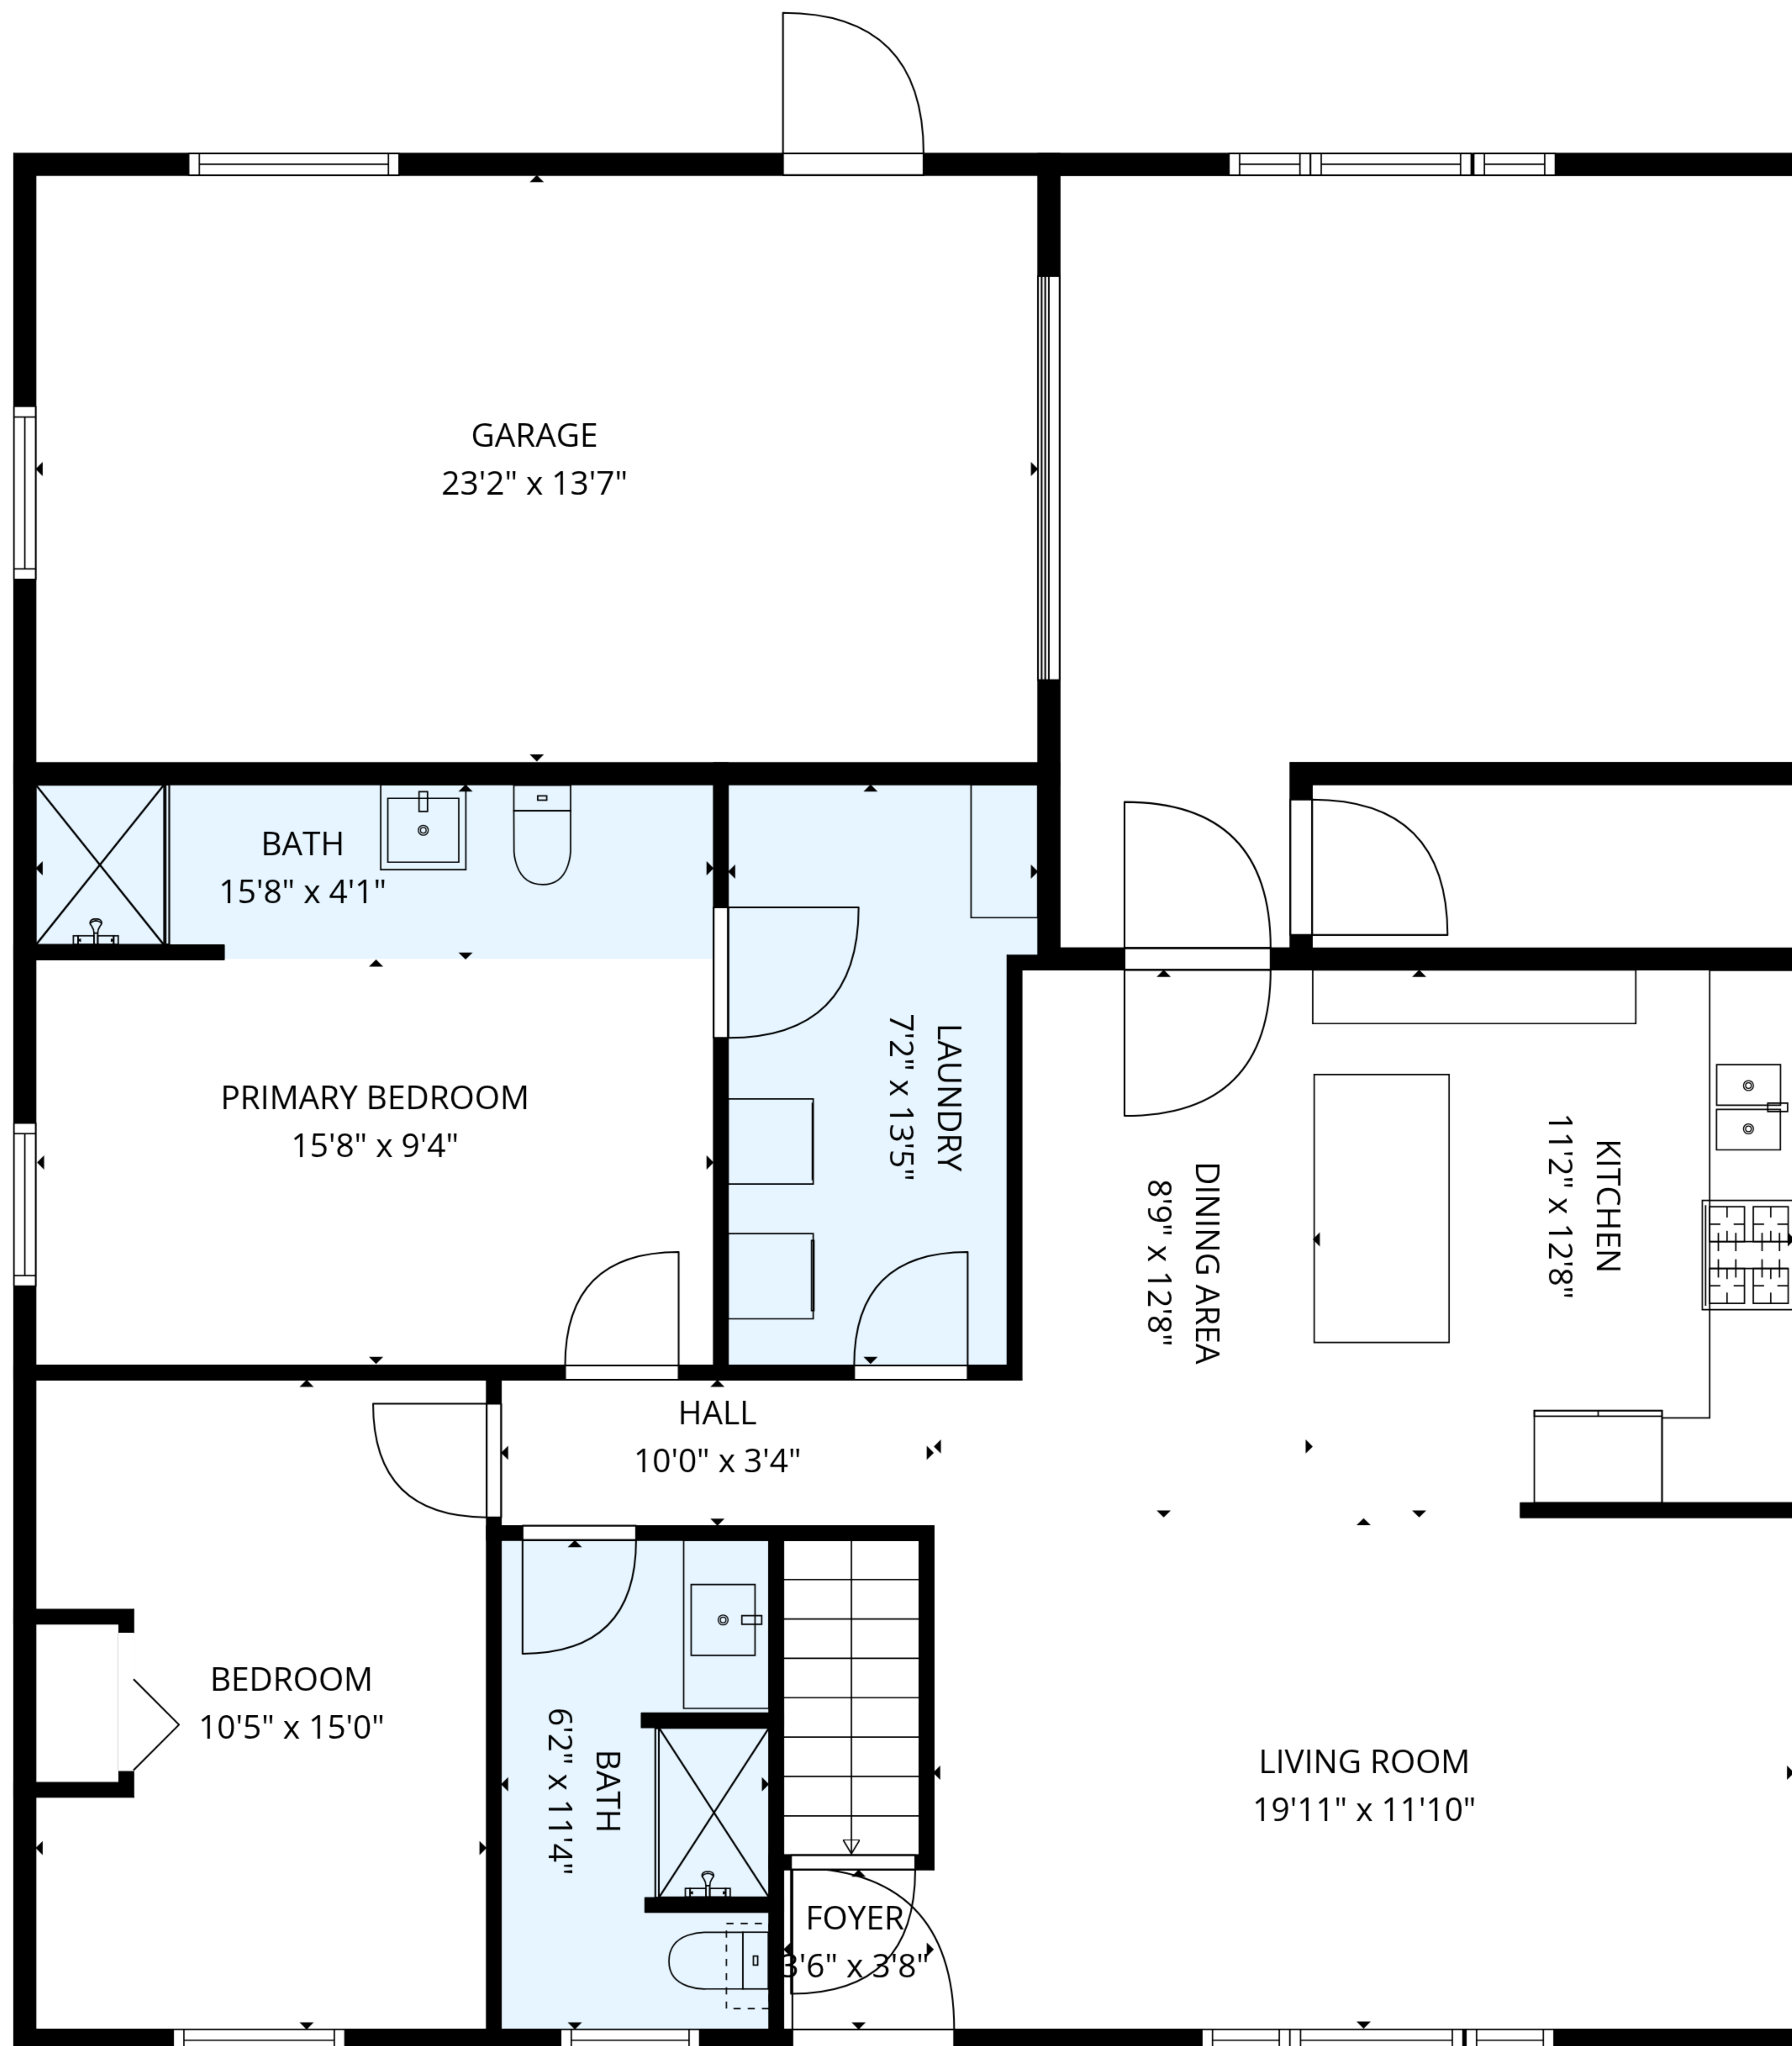 GARAGE
23'2" x 13'7"
BATH
15'8" x 4'1"
PRIMARY BEDROOM
15'8" x 9'4"
LAUNDRY
7'2" x 13'5"
DINING AREA
8'9" x 12'8"
KITCHEN
11'2" x 12'8"
HALL
10'0" x 3'4"
BEDROOM
10'5" x 15'0"
BATH
6'2" x 11'4"
FOYER
3'6" x 3'8"
LIVING ROOM
19'11" x 11'10"